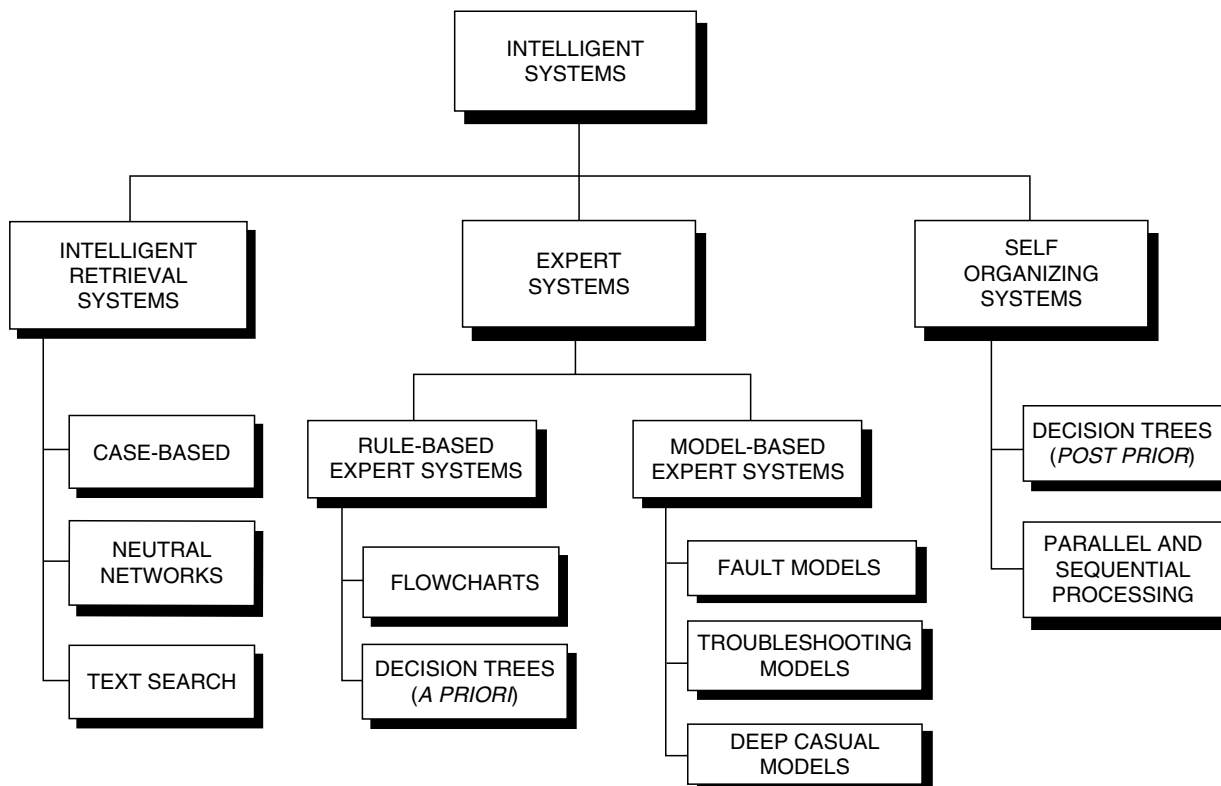 INTELLIGENT
SYSTEMS
INTELLIGENT
RETRIEVAL
SYSTEMS
EXPERT
SYSTEMS
SELF
ORGANIZING
SYSTEMS
CASE-BASED
NEUTRAL
NETWORKS
TEXT SEARCH
RULE-BASED
EXPERT SYSTEMS
FLOWCHARTS
DECISION TREES
(A PRIORI)
MODEL-BASED
EXPERT SYSTEMS
FAULT MODELS
TROUBLESHOOTING
MODELS
DEEP CASUAL
MODELS
DECISION TREES
(POST PRIOR)
PARALLEL AND
SEQUENTIAL
PROCESSING